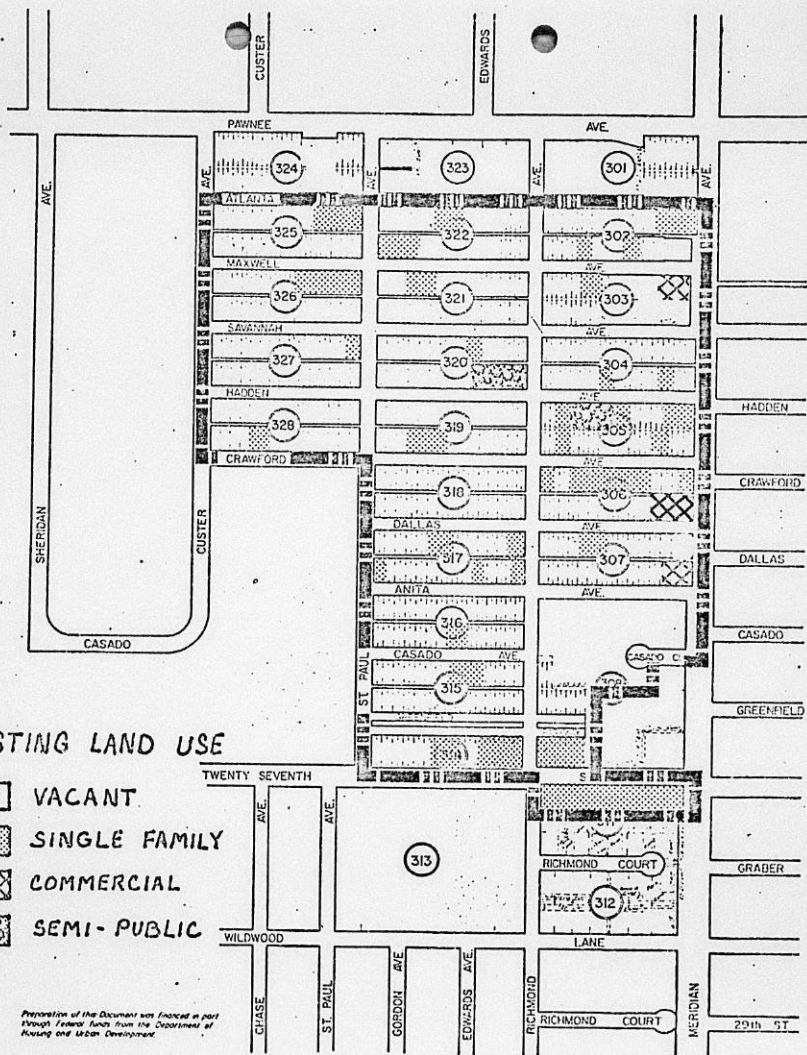 CUSTER
EDWARDS
PAWNEE AVE.
AVE. AVE. AVE. AVE. AVE.
324 323 301
ATLANTA
325 322 302
MAXWELL AVE.
326 321 303
SAVANNAH AVE.
327 320 304
HADDEN AVE. HADDEN
328 319 305
CRAWFORD AVE. CRAWFORD
318 306
SHERIDAN
CUSTER
DALLAS AVE. DALLAS
317 307
ANITA AVE.
316
CASADO CASADO AVE. CASADO C CASADO
ST. PAUL
315 308
GREENFIELD
STING LAND USE
TWENTY SEVENTH S
VACANT
SINGLE FAMILY
COMMERCIAL
SEMI-PUBLIC
AVE. AVE.
313
RICHMOND COURT GRABER
312
WILDWOOD LANE
CHASE
ST. PAUL
GORDON AVE
EDWARDS AVE.
RICHMOND
MERIDIAN
RICHMOND COURT 29th ST
Preparation of this Document was financed in part
through Federal funds from the Department of
Housing and Urban Development.